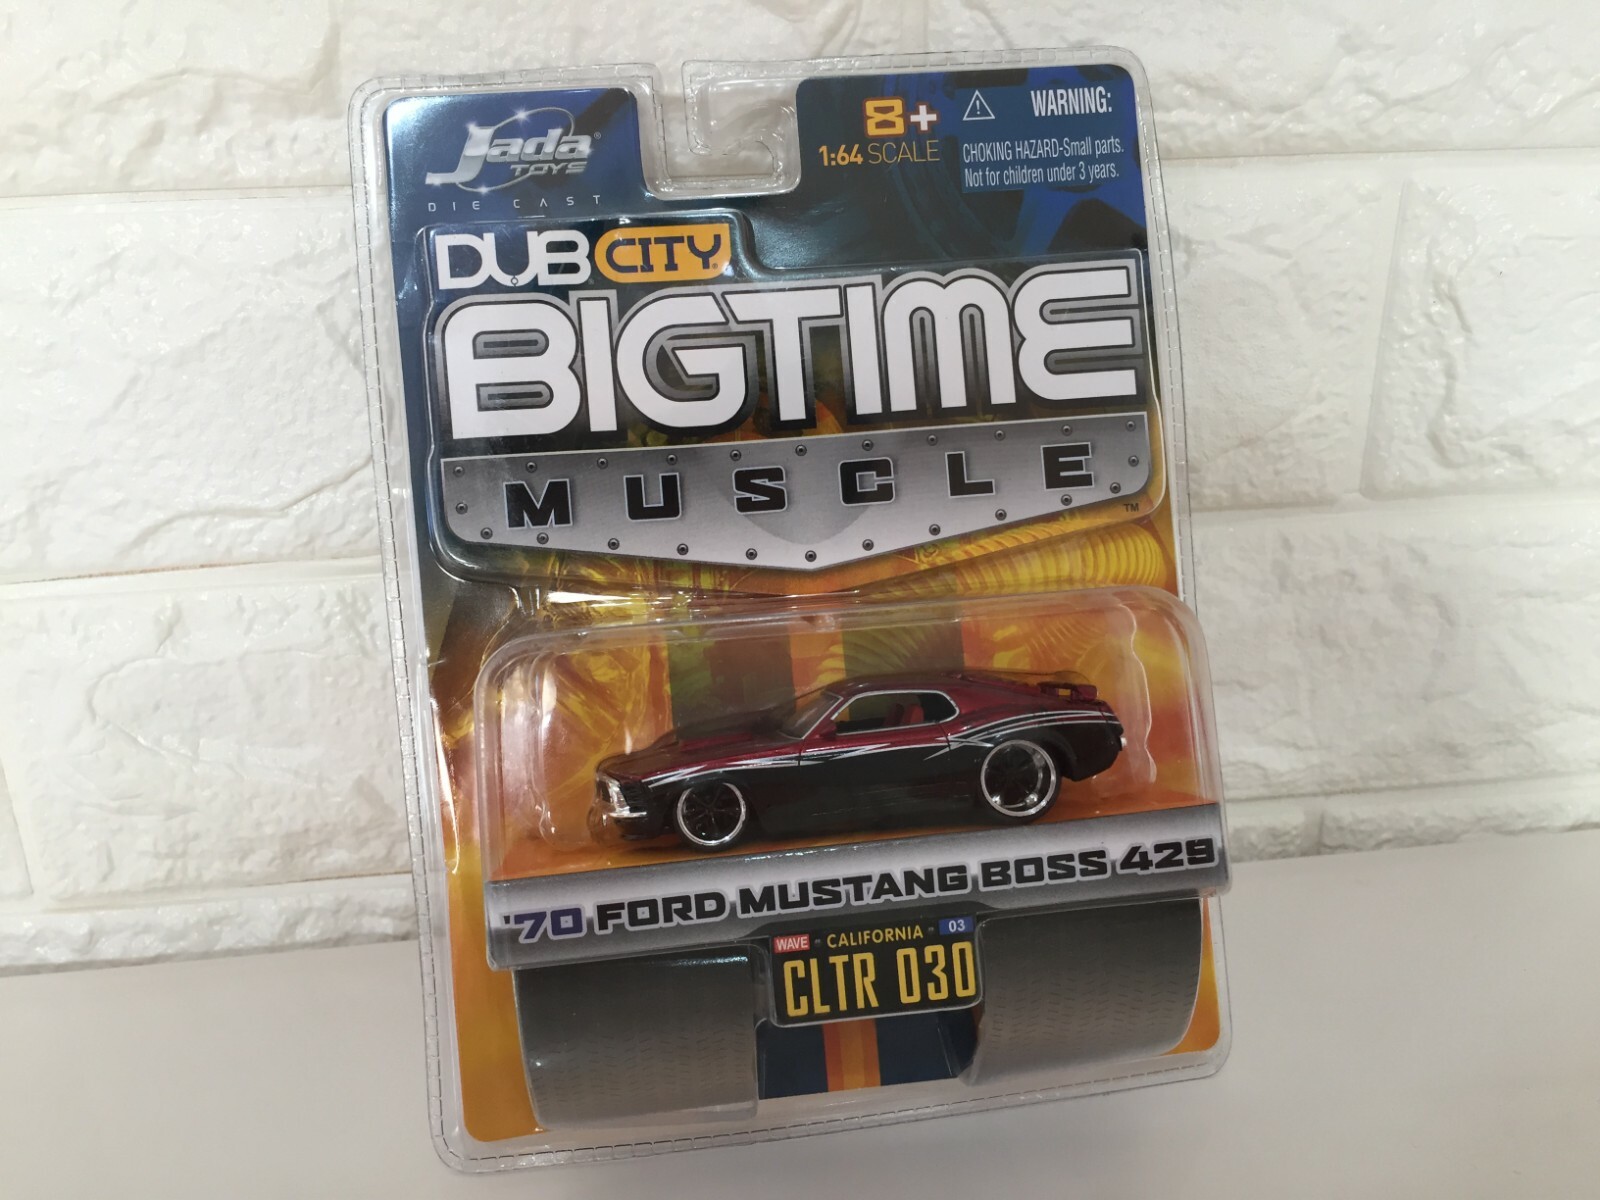 Jada®
TOYS
DIE CAST
8+
1:64 SCALE
WARNING:
CHOKING HAZARD-Small parts.
Not for children under 3 years.
DUB CITY®
BIGTIME
MUSCLE
TM
'70 FORD MUSTANG BOSS 429
WAVE CALIFORNIA 03
CLTR 030